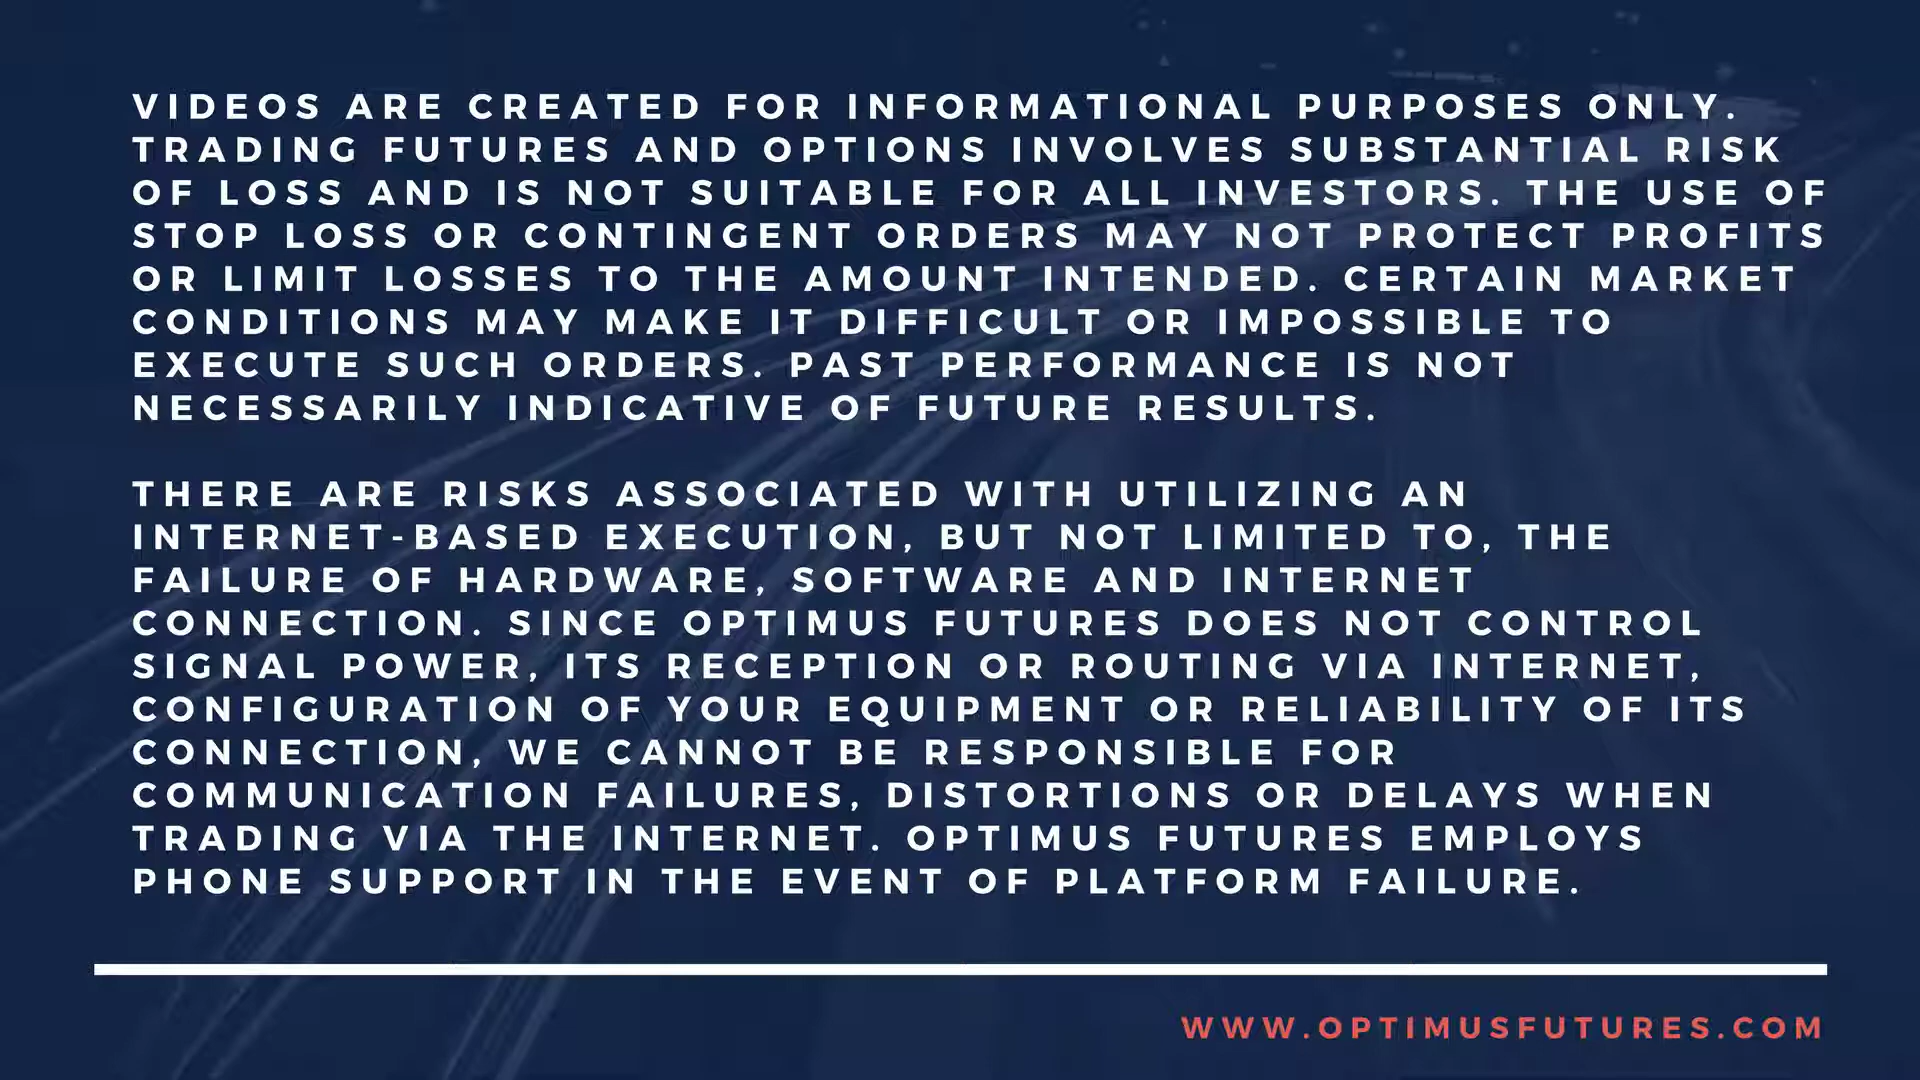 VIDEOS ARE CREATED FOR INFORMATIONAL PURPOSES ONLY.
TRADING FUTURES AND OPTIONS INVOLVES SUBSTANTIAL RISK
OF LOSS AND IS NOT SUITABLE FOR ALL INVESTORS. THE USE OF
STOP LOSS OR CONTINGENT ORDERS MAY NOT PROTECT PROFITS
OR LIMIT LOSSES TO THE AMOUNT INTENDED. CERTAIN MARKET
CONDITIONS MAY MAKE IT DIFFICULT OR IMPOSSIBLE TO
EXECUTE SUCH ORDERS. PAST PERFORMANCE IS NOT
NECESSARILY INDICATIVE OF FUTURE RESULTS.
THERE ARE RISKS ASSOCIATED WITH UTILIZING AN
INTERNET-BASED EXECUTION, BUT NOT LIMITED TO, THE
FAILURE OF HARDWARE, SOFTWARE AND INTERNET
CONNECTION. SINCE OPTIMUS FUTURES DOES NOT CONTROL
SIGNAL POWER, ITS RECEPTION OR ROUTING VIA INTERNET,
CONFIGURATION OF YOUR EQUIPMENT OR RELIABILITY OF ITS
CONNECTION, WE CANNOT BE RESPONSIBLE FOR
COMMUNICATION FAILURES, DISTORTIONS OR DELAYS WHEN
TRADING VIA THE INTERNET. OPTIMUS FUTURES EMPLOYS
PHONE SUPPORT IN THE EVENT OF PLATFORM FAILURE.
WWW.OPTIMUSFUTURES.COM